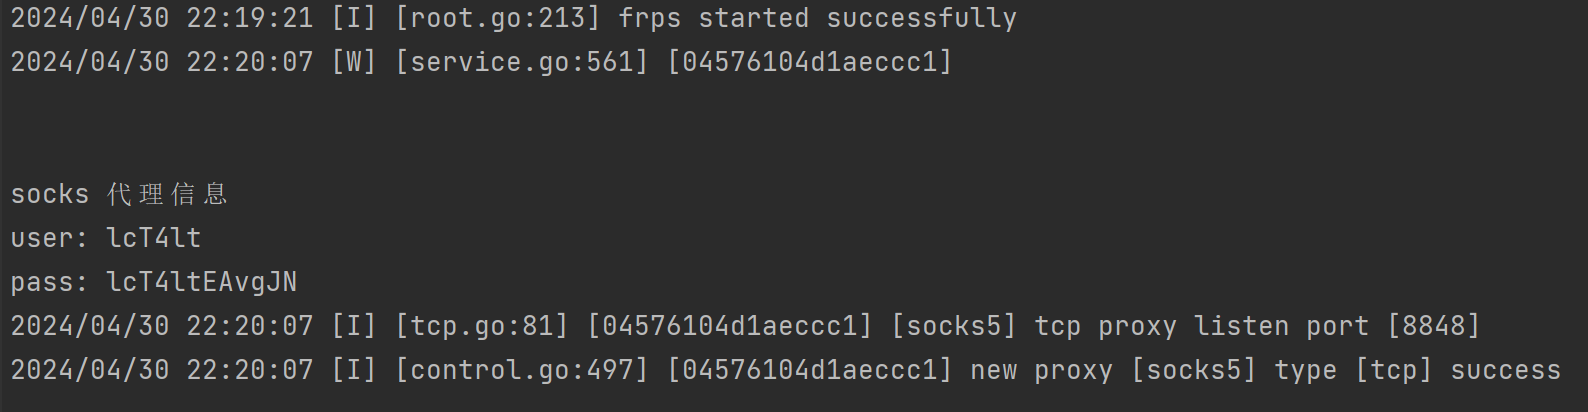 2024/04/30 22:19:21 [I] [root.go:213] frps started successfully
2024/04/30 22:20:07 [W] [service.go:561] [04576104d1aeccc1]
socks 代理信息
user: lcT4lt
pass: lcT4ltEAvgJN
2024/04/30 22:20:07 [I] [tcp.go:81] [04576104d1aeccc1] [socks5] tcp proxy listen port [8848]
2024/04/30 22:20:07 [I] [control.go:497] [04576104d1aeccc1] new proxy [socks5] type [tcp] success